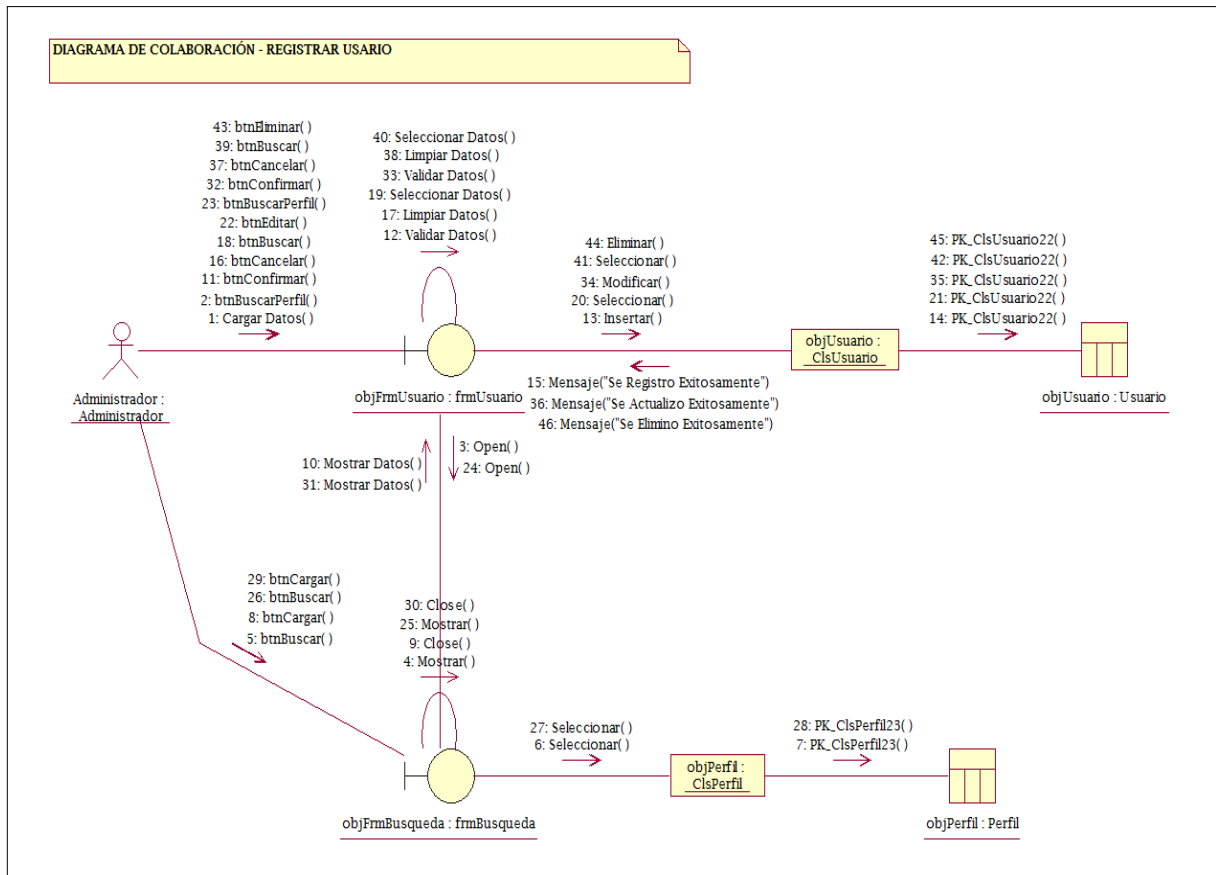 DIAGRAMA DE COLABORACIÓN - REGISTRAR USARIO
43: btnEliminar( )
39: btnBuscar( )
37: btnCancelar( )
32: btnConfirmar( )
23: btnBuscarPerfil( )
22: btnEditar( )
18: btnBuscar( )
16: btnCancelar( )
11: btnConfirmar( )
2: btnBuscarPerfil( )
1: Cargar Datos( )
40: Seleccionar Datos( )
38: Limpiar Datos( )
33: Validar Datos( )
19: Seleccionar Datos( )
17: Limpiar Datos( )
12: Validar Datos( )
44: Eliminar( )
41: Seleccionar( )
34: Modificar( )
20: Seleccionar( )
13: Insertar( )
45: PK_ClsUsuario22( )
42: PK_ClsUsuario22( )
35: PK_ClsUsuario22( )
21: PK_ClsUsuario22( )
14: PK_ClsUsuario22( )
Administrador :
Administrador
objFrmUsuario : frmUsuario
objUsuario :
ClsUsuario
objUsuario : Usuario
15: Mensaje("Se Registro Exitosamente")
36: Mensaje("Se Actualizo Exitosamente")
46: Mensaje("Se Elimino Exitosamente")
10: Mostrar Datos( )
31: Mostrar Datos( )
3: Open( )
24: Open( )
29: btnCargar( )
26: btnBuscar( )
8: btnCargar( )
5: btnBuscar( )
30: Close( )
25: Mostrar( )
9: Close( )
4: Mostrar( )
27: Seleccionar( )
6: Seleccionar( )
28: PK_ClsPerfil23( )
7: PK_ClsPerfil23( )
objFrmBusqueda : frmBusqueda
objPerfil :
ClsPerfil
objPerfil : Perfil